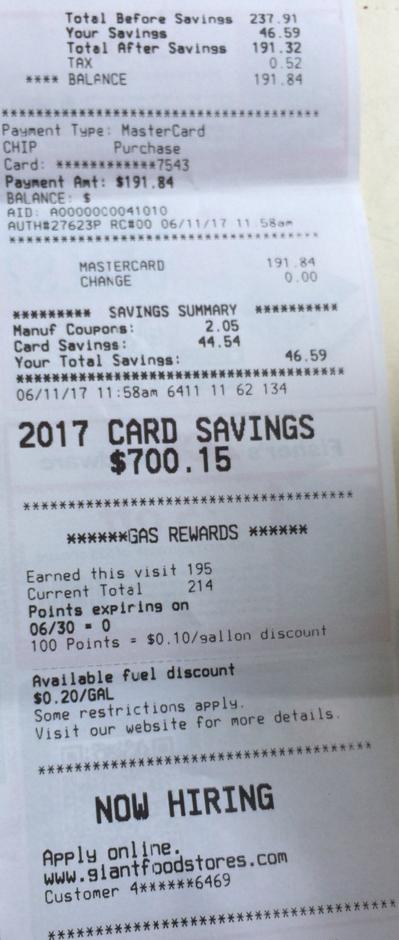 Total Before Savings 237.91
Your Savings 46.59
Total After Savings 191.32
TAX 0.52
**** BALANCE 191.84
************************************
Payment Type: MasterCard
CHIP Purchase
Card: ************7543
Payment Amt: $191.84
BALANCE: $
AID: A0000000041010
AUTH#27623P RC#00 06/11/17 11.58am
************************************
MASTERCARD 191.84
CHANGE 0.00
********* SAVINGS SUMMARY *********
Manuf Coupons: 2.05
Card Savings: 44.54
Your Total Savings: 46.59
************************************
06/11/17 11:58am 6411 11 62 134
2017 CARD SAVINGS
$700.15
************************************
******GAS REWARDS ******
Earned this visit 195
Current Total 214
Points expiring on
06/30 = 0
100 Points = $0.10/gallon discount
Available fuel discount
$0.20/GAL
Some restrictions apply.
Visit our website for more details.
************************************
NOW HIRING
Apply online.
www.giantfoodstores.com
Customer 4******6469
************************************